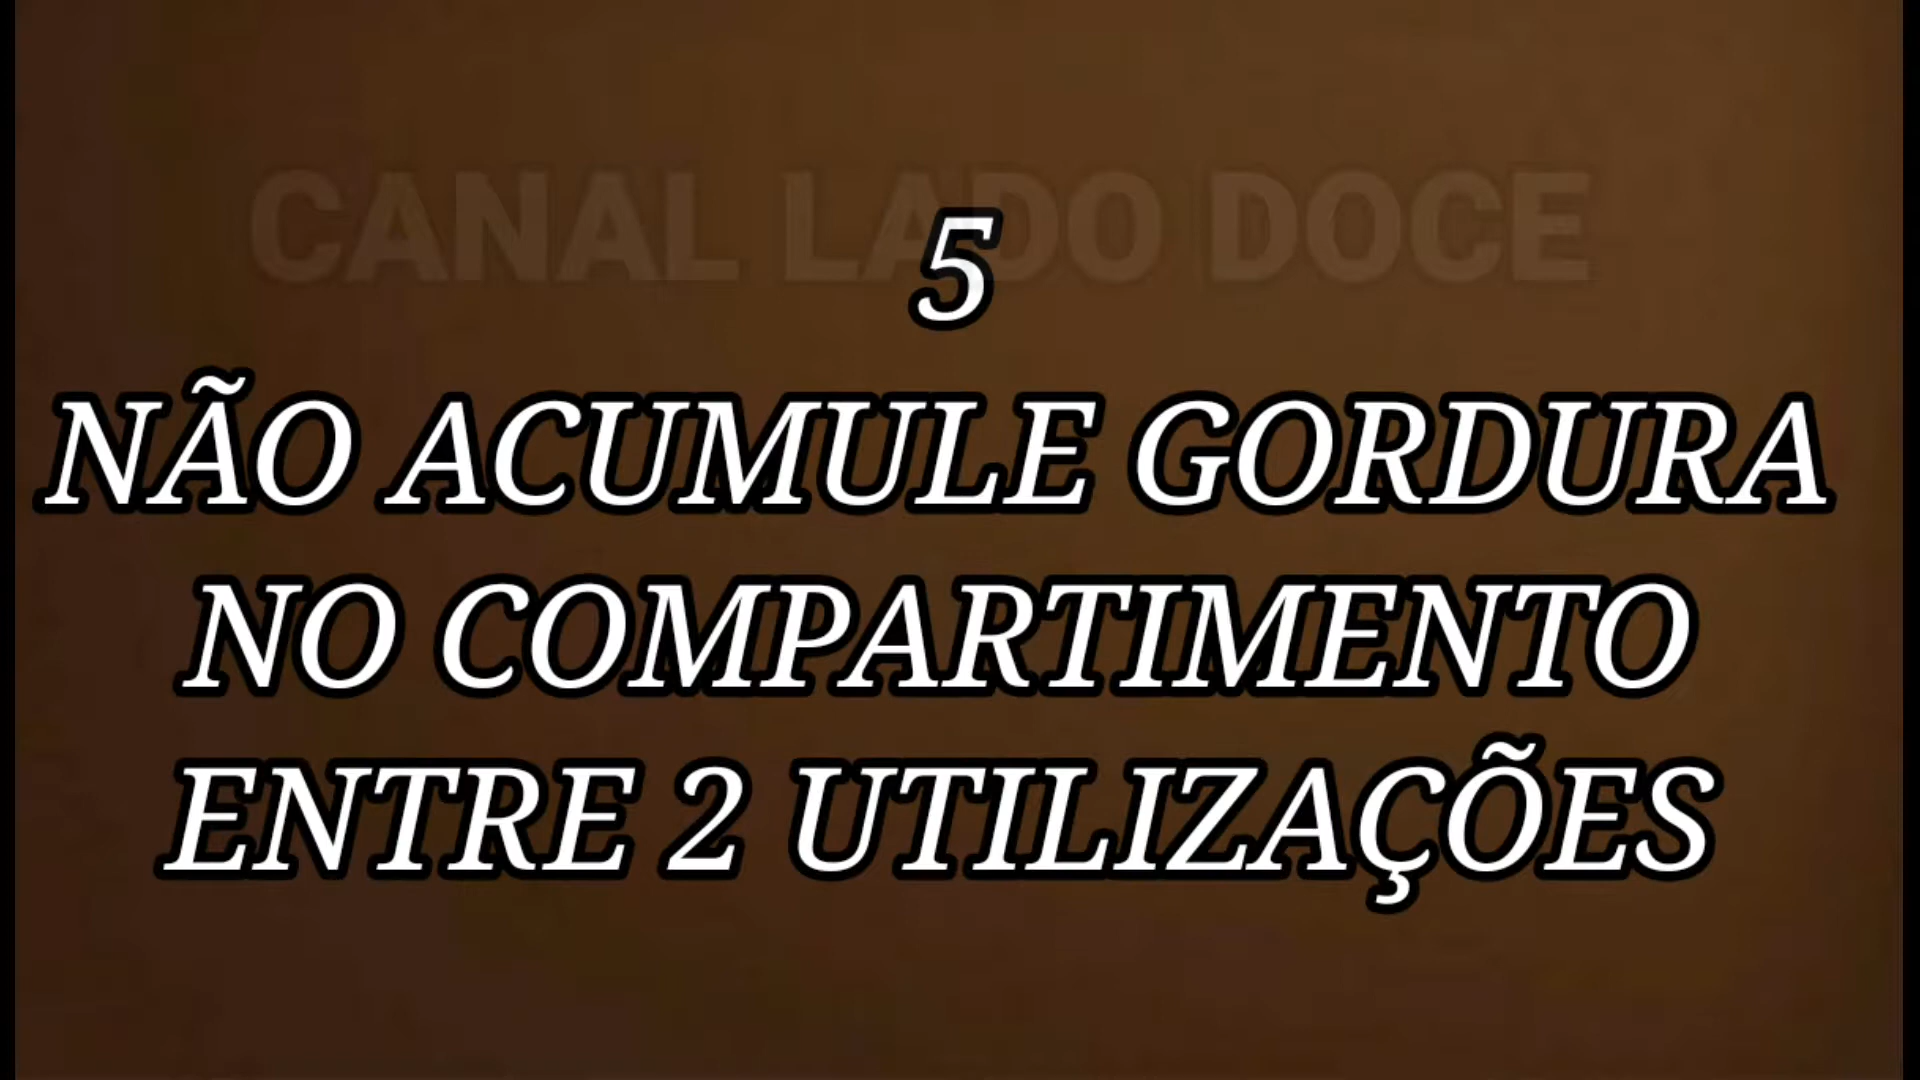 CANAL LADO DOCE
5
NÃO ACUMULE GORDURA
NO COMPARTIMENTO
ENTRE 2 UTILIZAÇÕES